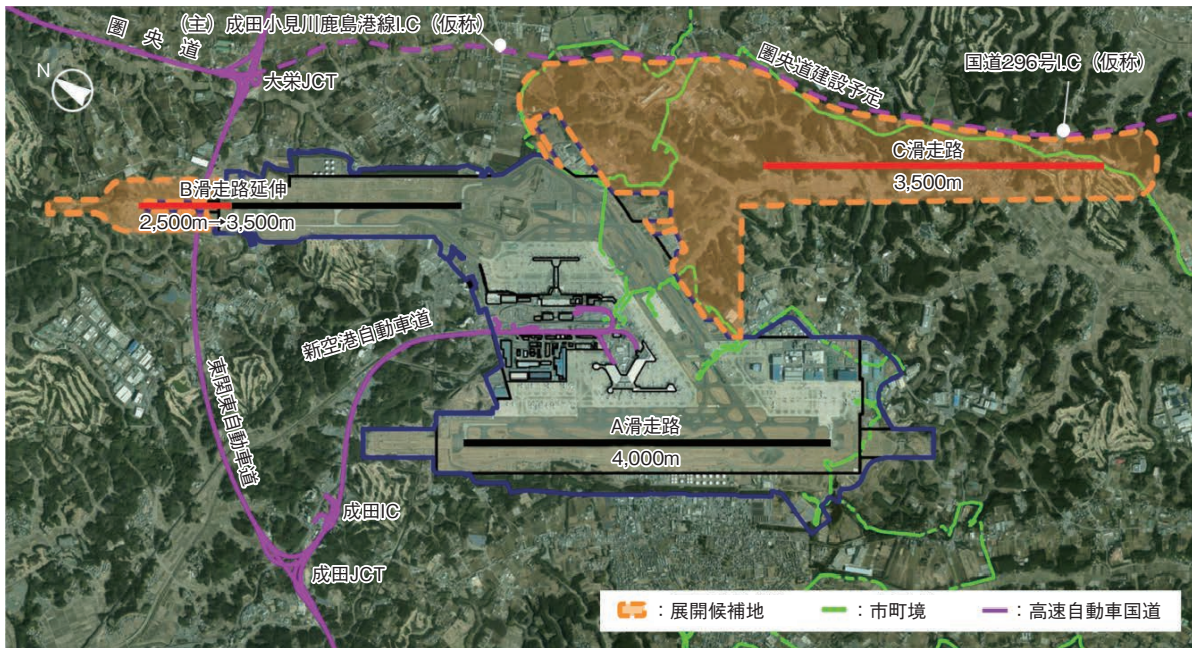 圏央道
(主)成田小見川鹿島港線I.C(仮称)
N
大栄JCT
圏央道建設予定
国道296号I.C(仮称)
C滑走路
3,500m
B滑走路延伸
2,500m→3,500m
新空港自動車道
東関東自動車道
A滑走路
4,000m
成田IC
成田JCT
:展開候補地
:市町境
:高速自動車国道